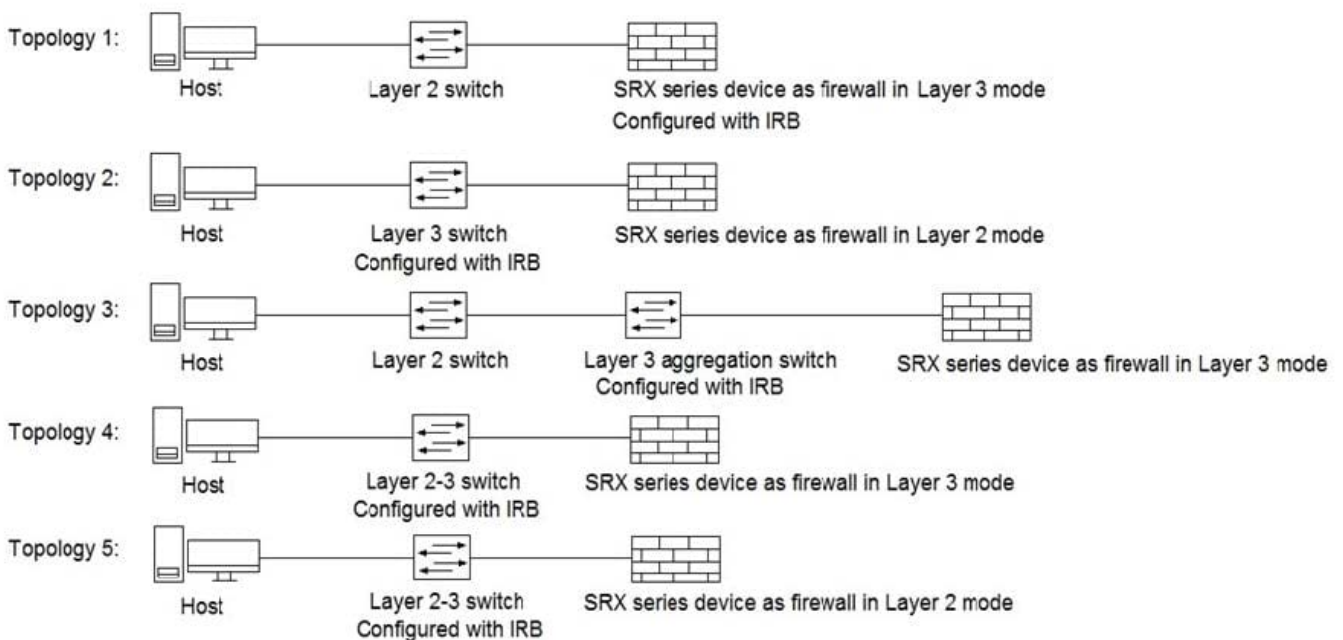 Topology 1:
Host
Layer 2 switch
SRX series device as firewall in Layer 3 mode
Configured with IRB
Topology 2:
Host
Layer 3 switch
Configured with IRB
SRX series device as firewall in Layer 2 mode
Topology 3:
Host
Layer 2 switch
Layer 3 aggregation switch
Configured with IRB
SRX series device as firewall in Layer 3 mode
Topology 4:
Host
Layer 2-3 switch
Configured with IRB
SRX series device as firewall in Layer 3 mode
Topology 5:
Host
Layer 2-3 switch
Configured with IRB
SRX series device as firewall in Layer 2 mode